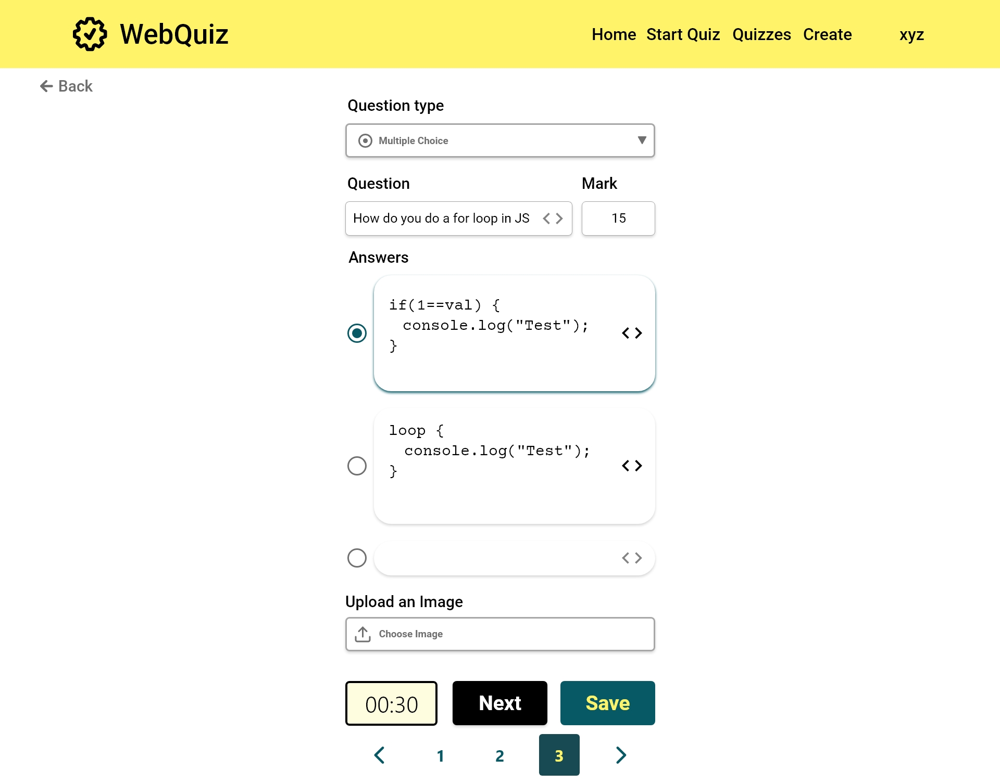 WebQuiz
Home Start Quiz Quizzes Create xyz
Back
Question type
Multiple Choice
Question Mark
How do you do a for loop in JS < > 15
Answers
if(1==val) {
console.log("Test");
}
< >
loop {
console.log("Test");
}
< >
< >
Upload an Image
Choose Image
00:30 Next Save
1 2 3